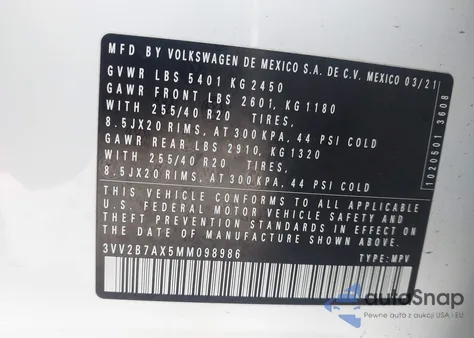 MFD BY VOLKSWAGEN DE MEXICO S.A. DE C.V. MEXICO 03/21
GVWR LBS 5401 KG 2450
GAWR FRONT LBS 2601, KG 1180
WITH 255/40 R20 TIRES,
8.5JX20 RIMS, AT 300 KPA, 44 PSI COLD
GAWR REAR LBS 2910, KG 1320
WITH 255/40 R20 TIRES,
8.5JX20 RIMS, AT 300 KPA, 44 PSI COLD
THIS VEHICLE CONFORMS TO ALL APPLICABLE
U.S. FEDERAL MOTOR VEHICLE SAFETY AND
THEFT PREVENTION STANDARDS IN EFFECT ON
THE DATE OF MANUFACTURE SHOWN ABOVE.
3VV2B7AX5MM098986
TYPE: MPV
1020501 3608
autoSnap
Pewne auto z aukcji USA i EU